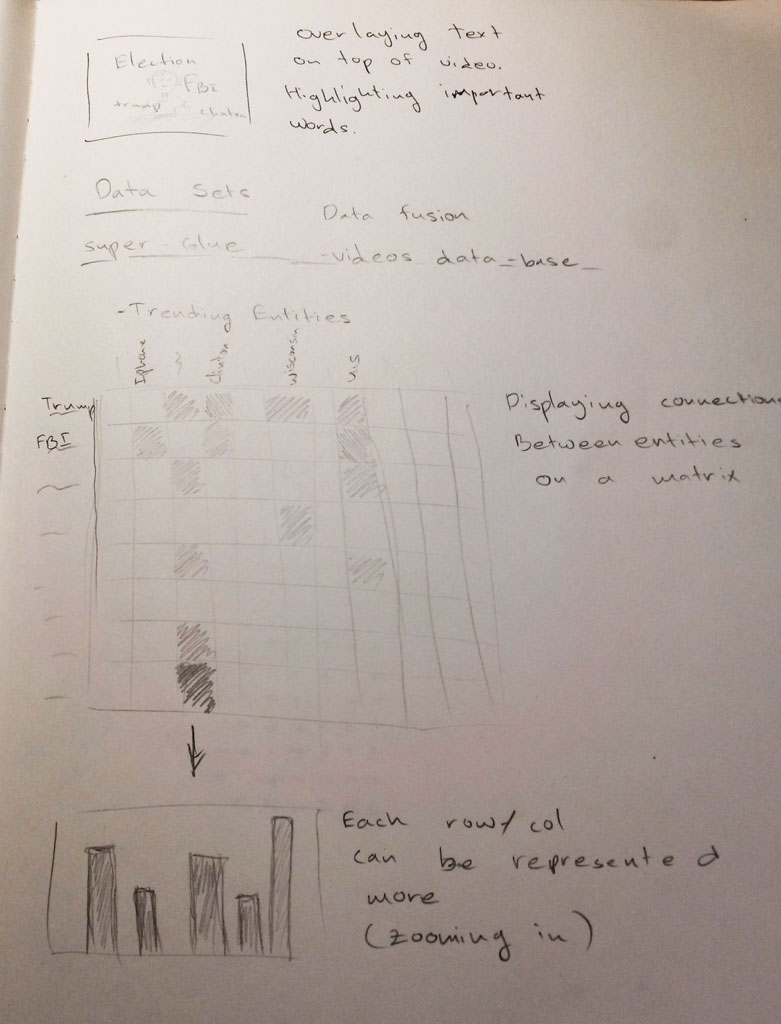 Election
FBI
trump
clinton
overlaying text
on top of video.
Highlighting important
words.
Data Sets
super-Glue
Data fusion
-videos data-base
-Trending Entities
Iphone
clinton
wisconsin
US
Trump
FBI
Displaying connection
Between entities
on a matrix
Each row/col
can be represented
more
(zooming in)